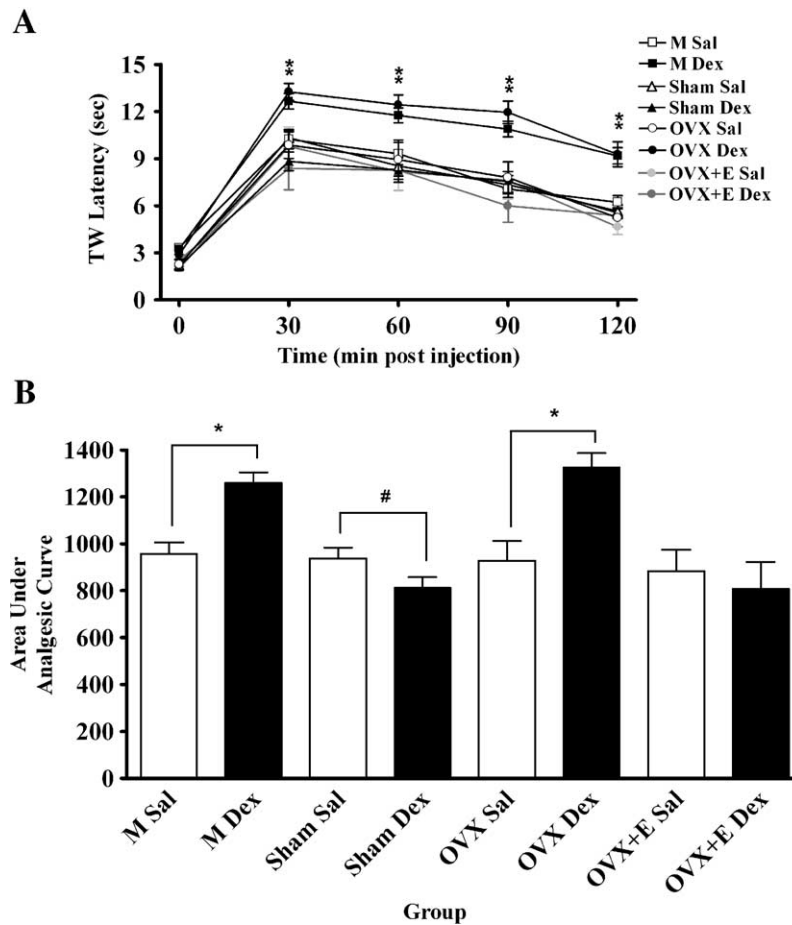 A
TW Latency (sec)
15
12
9
6
3
0
**
**
**
**
0 30 60 90 120
Time (min post injection)
M Sal
M Dex
Sham Sal
Sham Dex
OVX Sal
OVX Dex
OVX+E Sal
OVX+E Dex
B
Area Under
Analgesic Curve
1400
1200
1000
800
600
400
200
0
*
#
*
M Sal
M Dex
Sham Sal
Sham Dex
OVX Sal
OVX Dex
OVX+E Sal
OVX+E Dex
Group